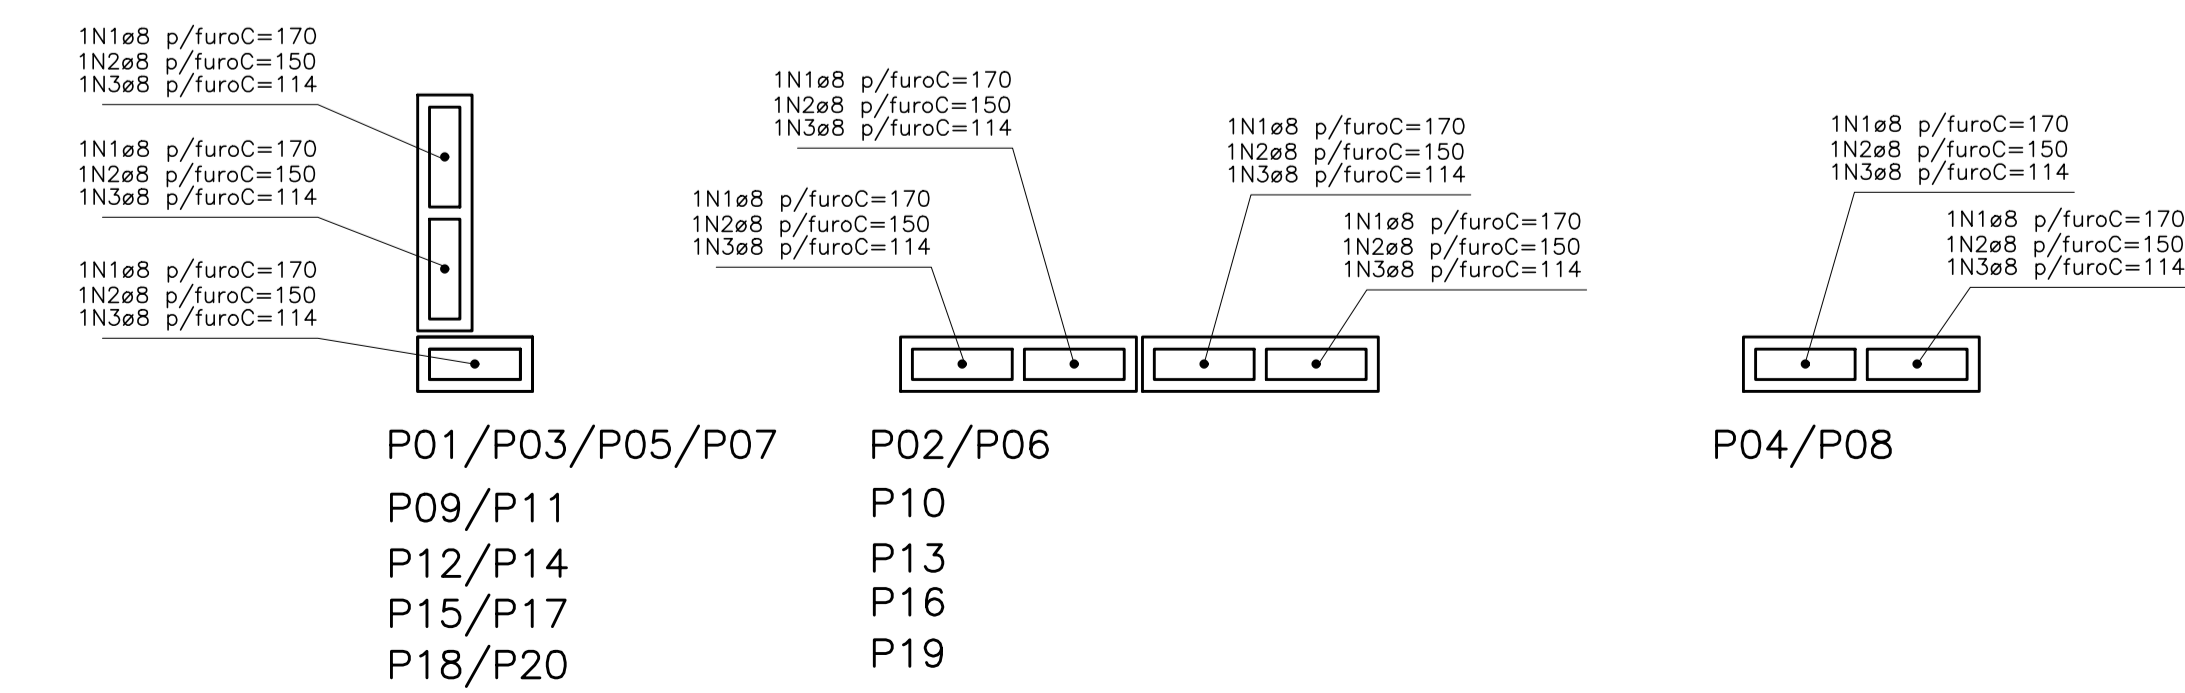 1N1ø8 p/furoC=170
1N2ø8 p/furoC=150
1N3ø8 p/furoC=114
1N1ø8 p/furoC=170
1N2ø8 p/furoC=150
1N3ø8 p/furoC=114
1N1ø8 p/furoC=170
1N2ø8 p/furoC=150
1N3ø8 p/furoC=114
P01/P03/P05/P07
P09/P11
P12/P14
P15/P17
P18/P20
1N1ø8 p/furoC=170
1N2ø8 p/furoC=150
1N3ø8 p/furoC=114
1N1ø8 p/furoC=170
1N2ø8 p/furoC=150
1N3ø8 p/furoC=114
1N1ø8 p/furoC=170
1N2ø8 p/furoC=150
1N3ø8 p/furoC=114
1N1ø8 p/furoC=170
1N2ø8 p/furoC=150
1N3ø8 p/furoC=114
P02/P06
P10
P13
P16
P19
1N1ø8 p/furoC=170
1N2ø8 p/furoC=150
1N3ø8 p/furoC=114
1N1ø8 p/furoC=170
1N2ø8 p/furoC=150
1N3ø8 p/furoC=114
P04/P08